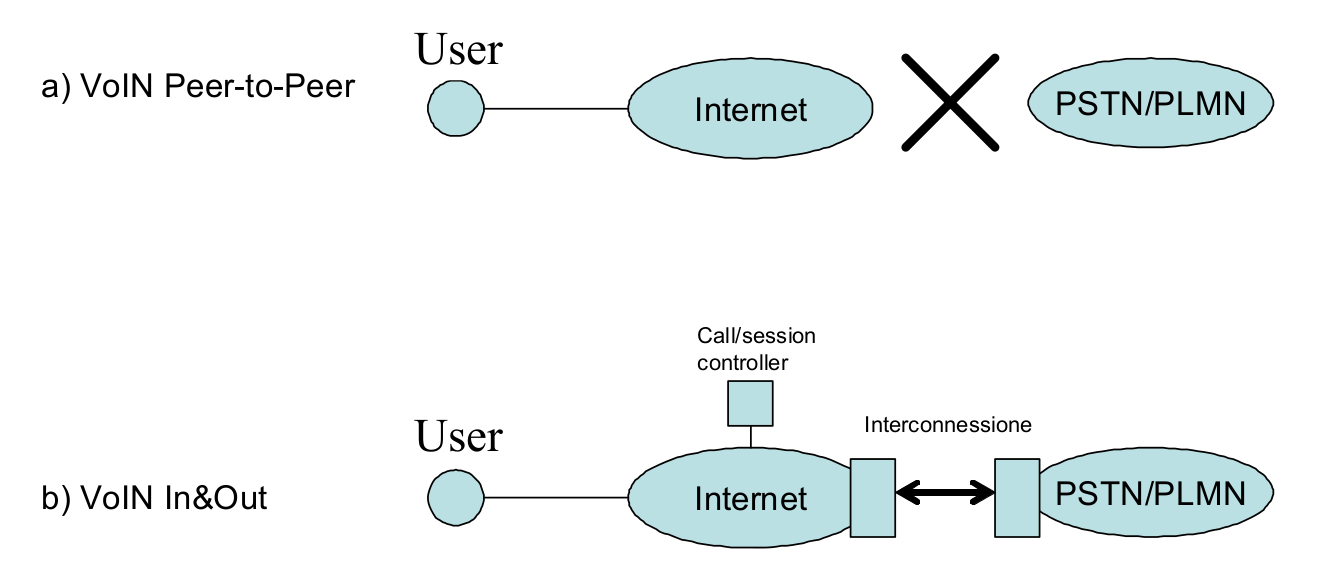 User
a) VoIN Peer-to-Peer
Internet
PSTN/PLMN
Call/session
controller
Interconnessione
User
b) VoIN In&Out
Internet
PSTN/PLMN